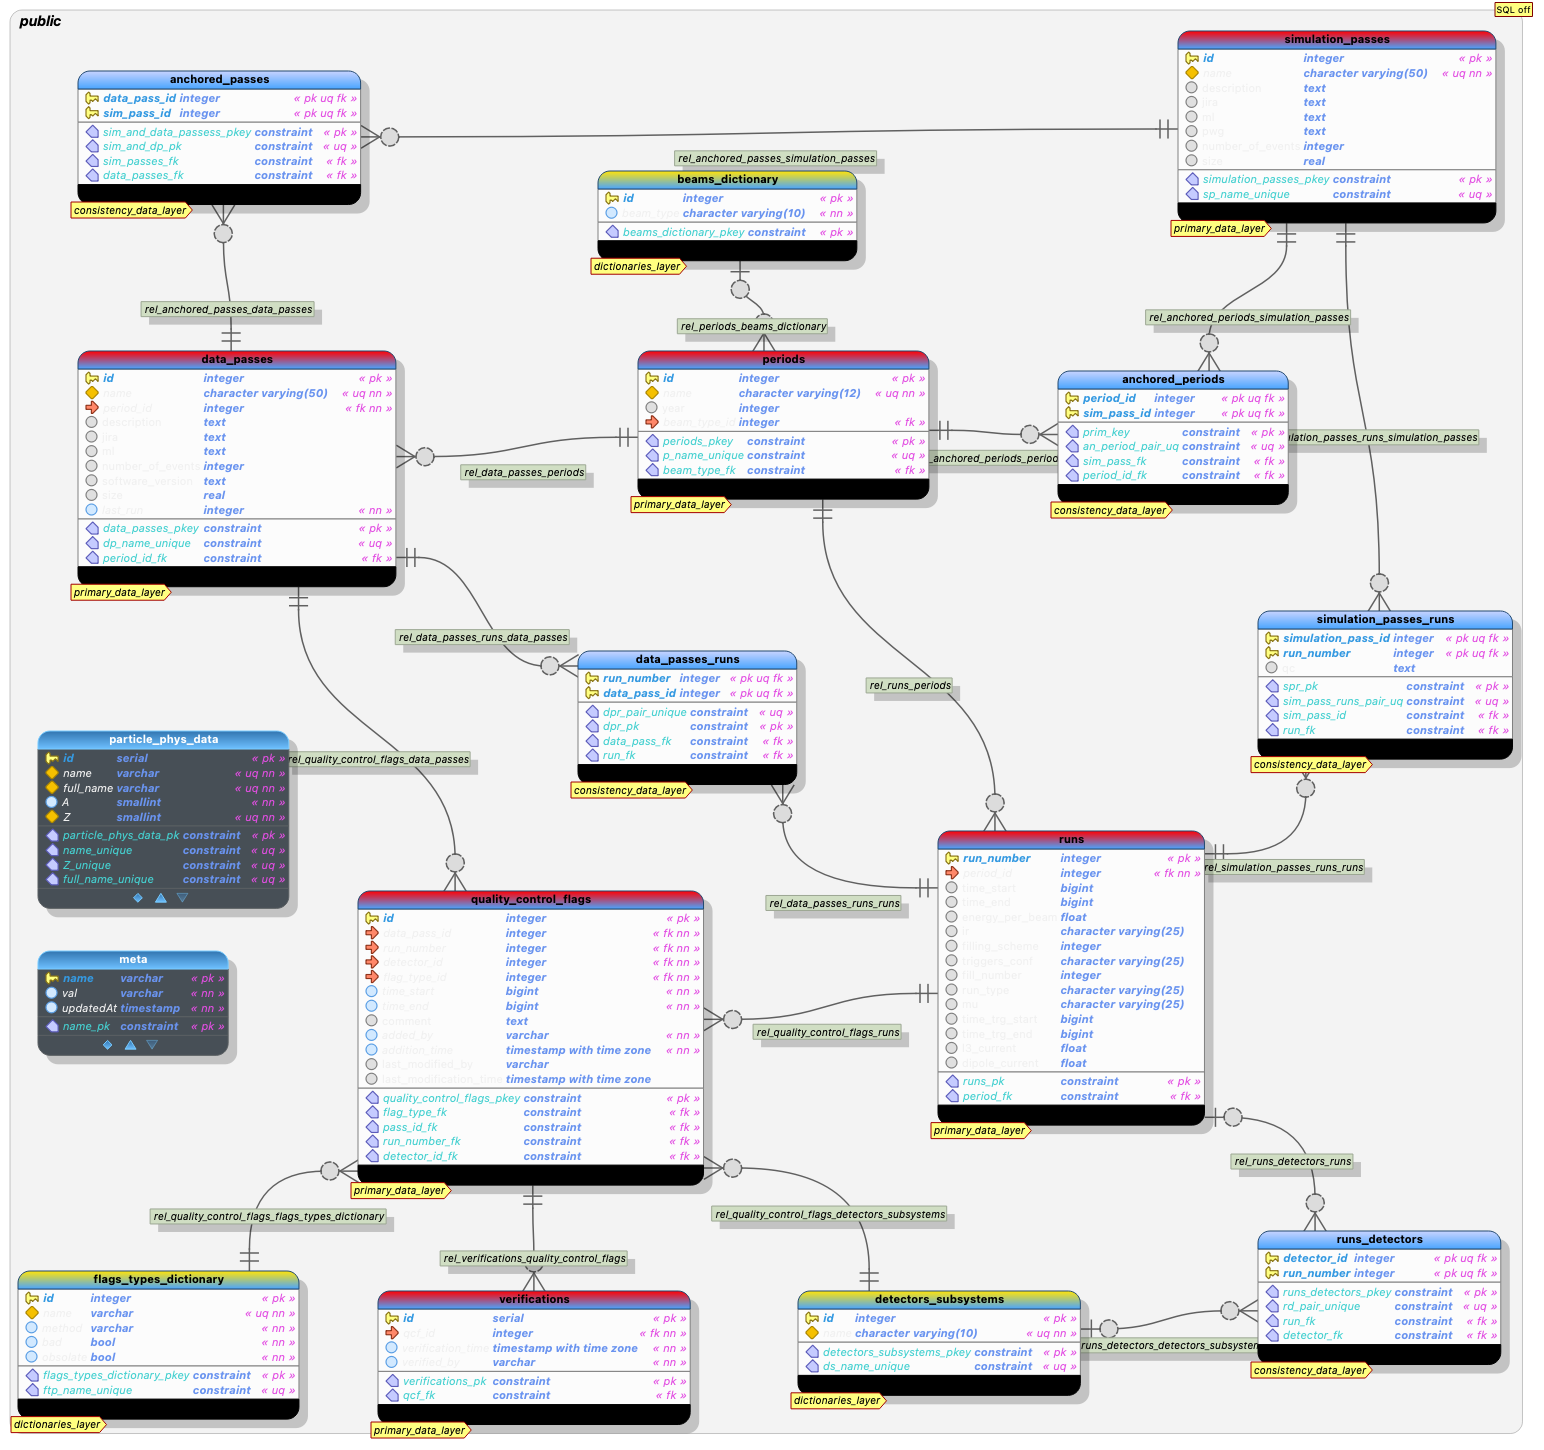 public
SQL off
simulation_passes
id integer « pk »
name character varying(50) « uq nn »
description text
jira text
ml text
pwg text
number_of_events integer
size real
simulation_passes_pkey constraint « pk »
sp_name_unique constraint « uq »
primary_data_layer
anchored_passes
data_pass_id integer « pk uq fk »
sim_pass_id integer « pk uq fk »
sim_and_data_passess_pkey constraint « pk »
sim_and_dp_pk constraint « uq »
sim_passes_fk constraint « fk »
data_passes_fk constraint « fk »
consistency_data_layer
rel_anchored_passes_simulation_passes
beams_dictionary
id integer « pk »
beam_type character varying(10) « nn »
beams_dictionary_pkey constraint « pk »
dictionaries_layer
rel_anchored_passes_data_passes
rel_periods_beams_dictionary
rel_anchored_periods_simulation_passes
data_passes
id integer « pk »
name character varying(50) « uq nn »
period_id integer « fk nn »
description text
jira text
ml text
number_of_events integer
software_version text
size real
last_run integer « nn »
data_passes_pkey constraint « pk »
dp_name_unique constraint « uq »
period_id_fk constraint « fk »
primary_data_layer
rel_data_passes_periods
periods
id integer « pk »
name character varying(12) « uq nn »
year integer
beam_type_id integer « fk »
periods_pkey constraint « pk »
p_name_unique constraint « uq »
beam_type_fk constraint « fk »
primary_data_layer
_anchored_periods_period
anchored_periods
period_id integer « pk uq fk »
sim_pass_id integer « pk uq fk »
prim_key constraint « pk »
an_period_pair_uq constraint « uq »
sim_pass_fk constraint « fk »
period_id_fk constraint « fk »
consistency_data_layer
ulation_passes_runs_simulation_passes
rel_data_passes_runs_data_passes
data_passes_runs
run_number integer « pk uq fk »
data_pass_id integer « pk uq fk »
dpr_pair_unique constraint « uq »
dpr_pk constraint « pk »
data_pass_fk constraint « fk »
run_fk constraint « fk »
consistency_data_layer
rel_runs_periods
simulation_passes_runs
simulation_pass_id integer « pk uq fk »
run_number integer « pk uq fk »
qc text
spr_pk constraint « pk »
sim_pass_runs_pair_uq constraint « uq »
sim_pass_id constraint « fk »
run_fk constraint « fk »
consistency_data_layer
particle_phys_data
id serial « pk »
name varchar « uq nn »
full_name varchar « uq nn »
A smallint « nn »
Z smallint « uq nn »
particle_phys_data_pk constraint « pk »
name_unique constraint « uq »
Z_unique constraint « uq »
full_name_unique constraint « uq »
rel_quality_control_flags_data_passes
meta
name varchar « pk »
val varchar « nn »
updatedAt timestamp « nn »
name_pk constraint « pk »
quality_control_flags
id integer « pk »
data_pass_id integer « fk nn »
run_number integer « fk nn »
detector_id integer « fk nn »
flag_type_id integer « fk nn »
time_start bigint « nn »
time_end bigint « nn »
comment text
added_by varchar « nn »
addition_time timestamp with time zone « nn »
last_modified_by varchar
last_modification_time timestamp with time zone
quality_control_flags_pkey constraint « pk »
flag_type_fk constraint « fk »
pass_id_fk constraint « fk »
run_number_fk constraint « fk »
detector_id_fk constraint « fk »
primary_data_layer
rel_data_passes_runs_runs
rel_quality_control_flags_runs
runs
run_number integer « pk »
period_id integer « fk nn »
time_start bigint
time_end bigint
energy_per_beam float
ir character varying(25)
filling_scheme integer
triggers_conf character varying(25)
fill_number integer
run_type character varying(25)
mu character varying(25)
time_trg_start bigint
time_trg_end bigint
l3_current float
dipole_current float
runs_pk constraint « pk »
period_fk constraint « fk »
primary_data_layer
rel_simulation_passes_runs_runs
rel_runs_detectors_runs
rel_quality_control_flags_flags_types_dictionary
rel_verifications_quality_control_flags
rel_quality_control_flags_detectors_subsystems
flags_types_dictionary
id integer « pk »
name varchar « uq nn »
method varchar « nn »
bad bool « nn »
obsolete bool « nn »
flags_types_dictionary_pkey constraint « pk »
ftp_name_unique constraint « uq »
dictionaries_layer
verifications
id serial « pk »
qcf_id integer « fk nn »
verification_time timestamp with time zone « nn »
verified_by varchar « nn »
verifications_pk constraint « pk »
qcf_fk constraint « fk »
primary_data_layer
detectors_subsystems
id integer « pk »
name character varying(10) « uq nn »
detectors_subsystems_pkey constraint « pk »
ds_name_unique constraint « uq »
dictionaries_layer
runs_detectors_detectors_subsystem
runs_detectors
detector_id integer « pk uq fk »
run_number integer « pk uq fk »
runs_detectors_pkey constraint « pk »
rd_pair_unique constraint « uq »
run_fk constraint « fk »
detector_fk constraint « fk »
consistency_data_layer